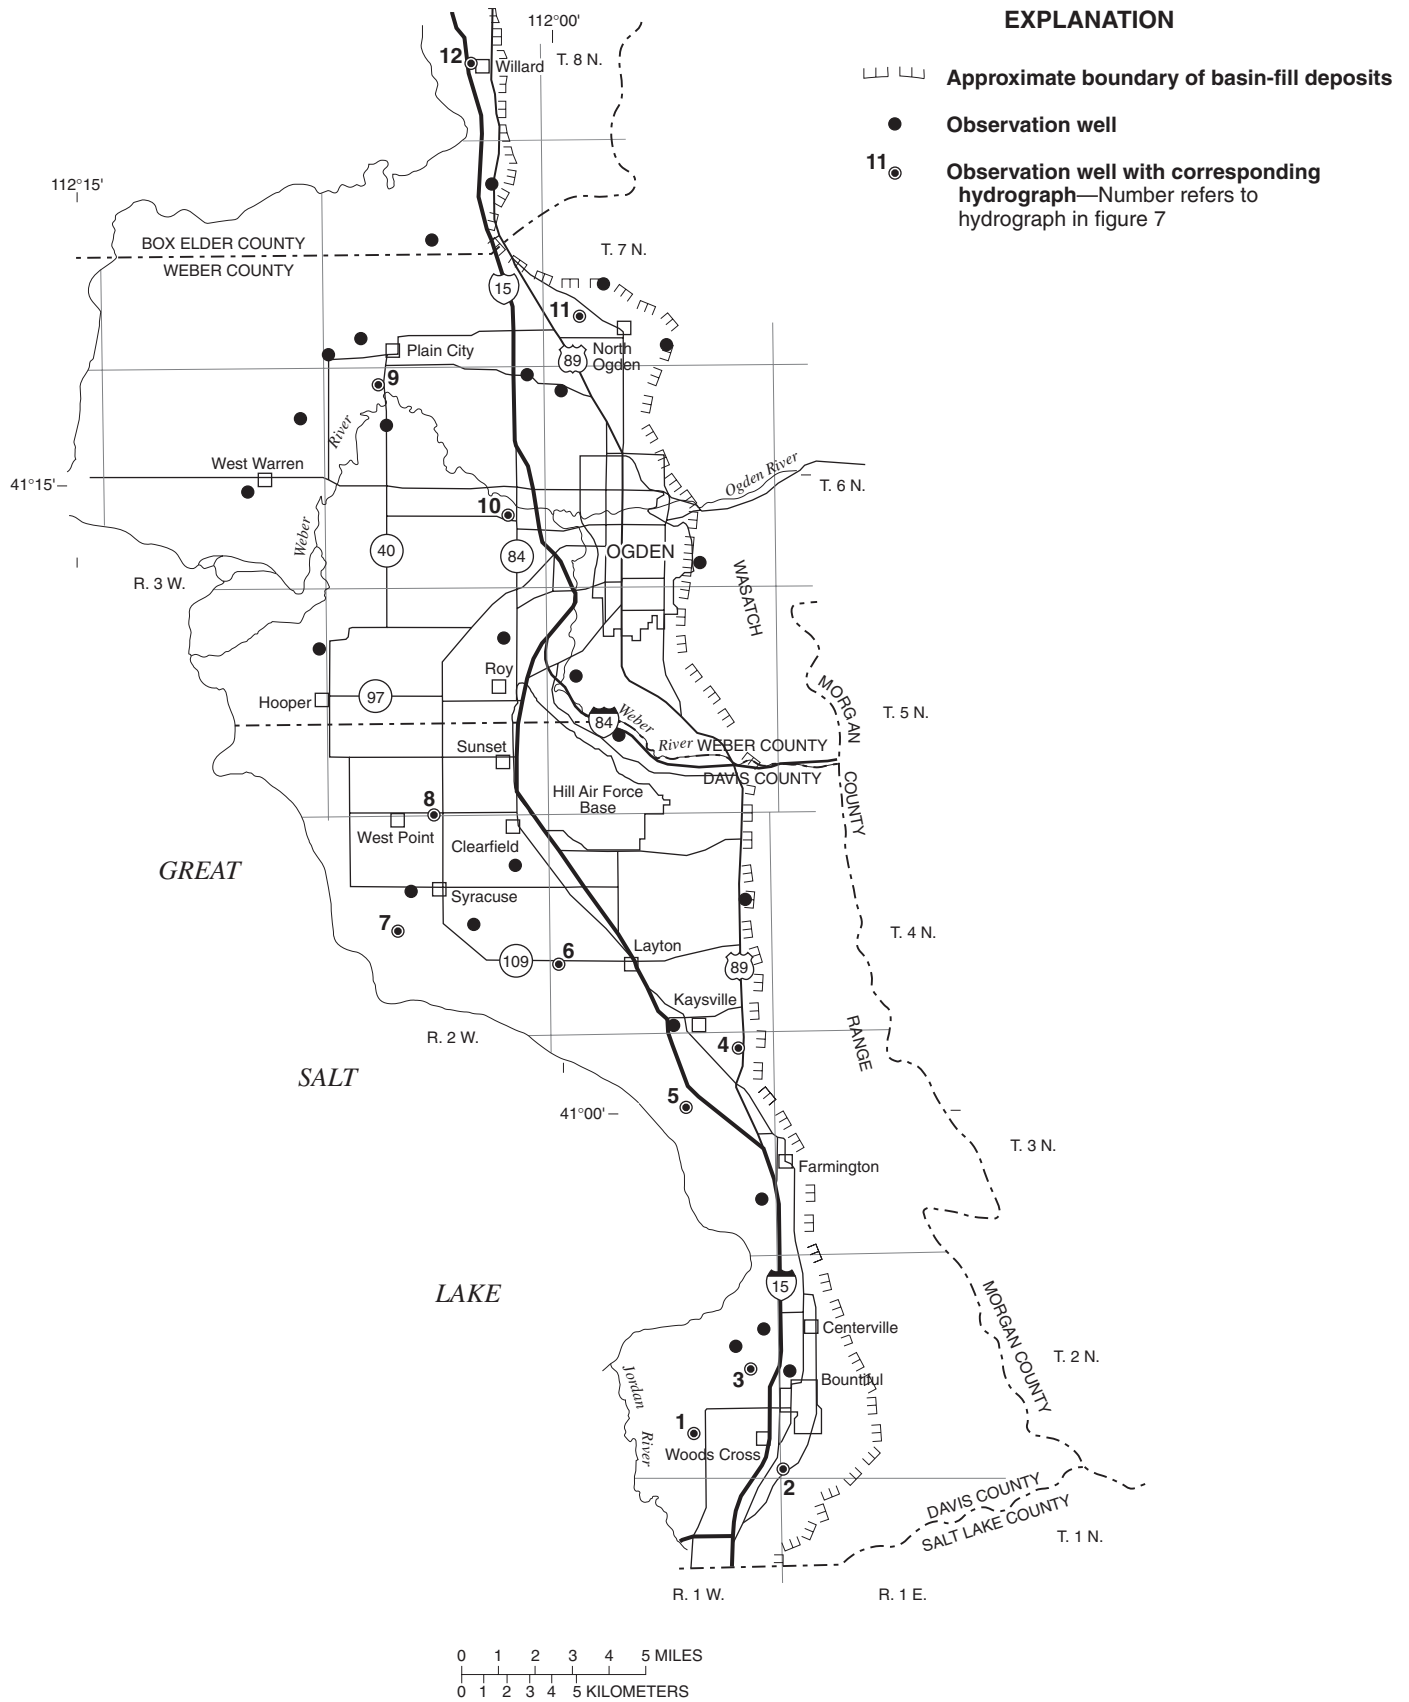 EXPLANATION
Approximate boundary of basin-fill deposits
Observation well
11
Observation well with corresponding
hydrograph—Number refers to
hydrograph in figure 7
112°00'
12
Willard
T. 8 N.
112°15'
BOX ELDER COUNTY
WEBER COUNTY
T. 7 N.
15
11
Plain City
89
North
Ogden
9
River
West Warren
Ogden River
41°15'
T. 6 N.
10
Weber
40
84
OGDEN
WASATCH
R. 3 W.
Roy
Hooper
97
MORGAN
COUNTY
T. 5 N.
84
Weber
River
WEBER COUNTY
DAVIS COUNTY
Sunset
Hill Air Force
Base
8
West Point
Clearfield
GREAT
Syracuse
7
T. 4 N.
109
6
Layton
89
Kaysville
RANGE
R. 2 W.
4
SALT
5
41°00'
T. 3 N.
Farmington
15
LAKE
MORGAN COUNTY
Centerville
T. 2 N.
Jordan
River
3
Bountiful
1
Woods Cross
2
DAVIS COUNTY
SALT LAKE COUNTY
T. 1 N.
R. 1 W.
R. 1 E.
0 1 2 3 4 5 MILES
0 1 2 3 4 5 KILOMETERS